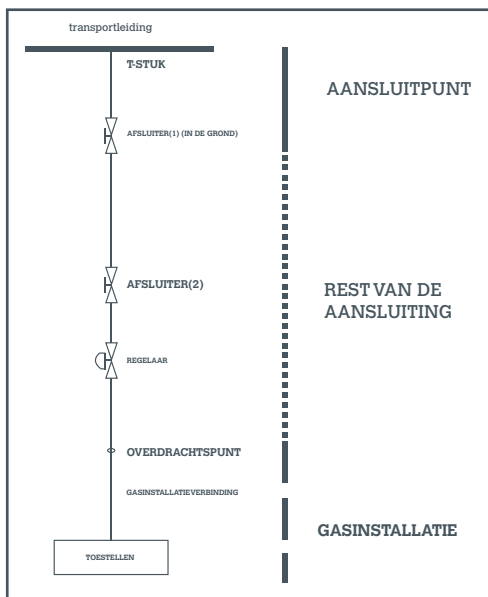 transportleiding
T-STUK
AANSLUITPUNT
AFSLUITER(1) (IN DE GROND)
AFSLUITER(2)
REST VAN DE
AANSLUITING
REGELAAR
OVERDRACHTSPUNT
GASINSTALLATIEVERBINDING
GASINSTALLATIE
TOESTELLEN